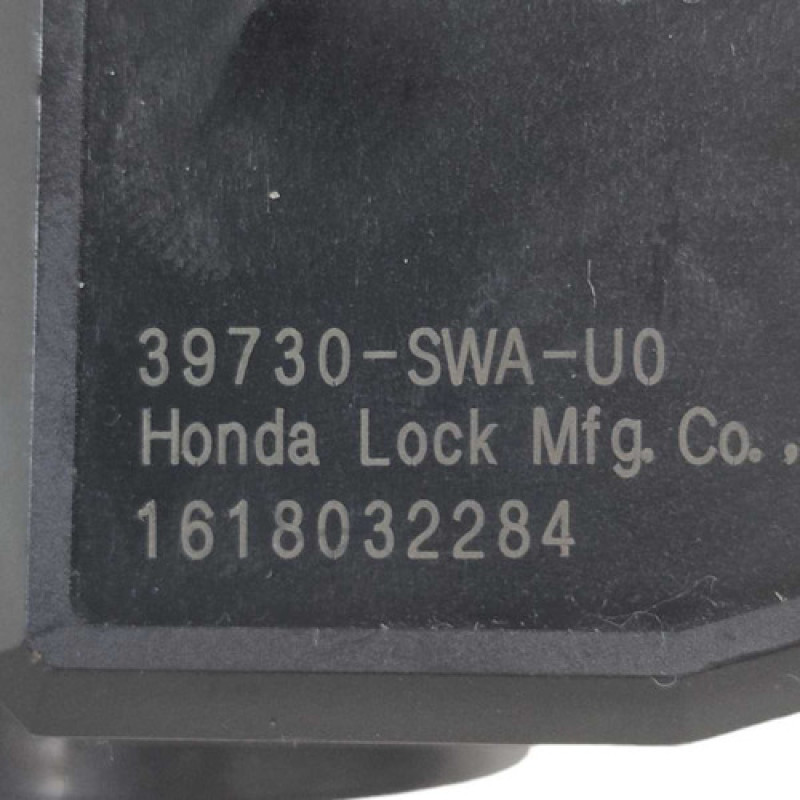 39730-SWA-U0
Honda Lock Mfg. Co.,
1618032284